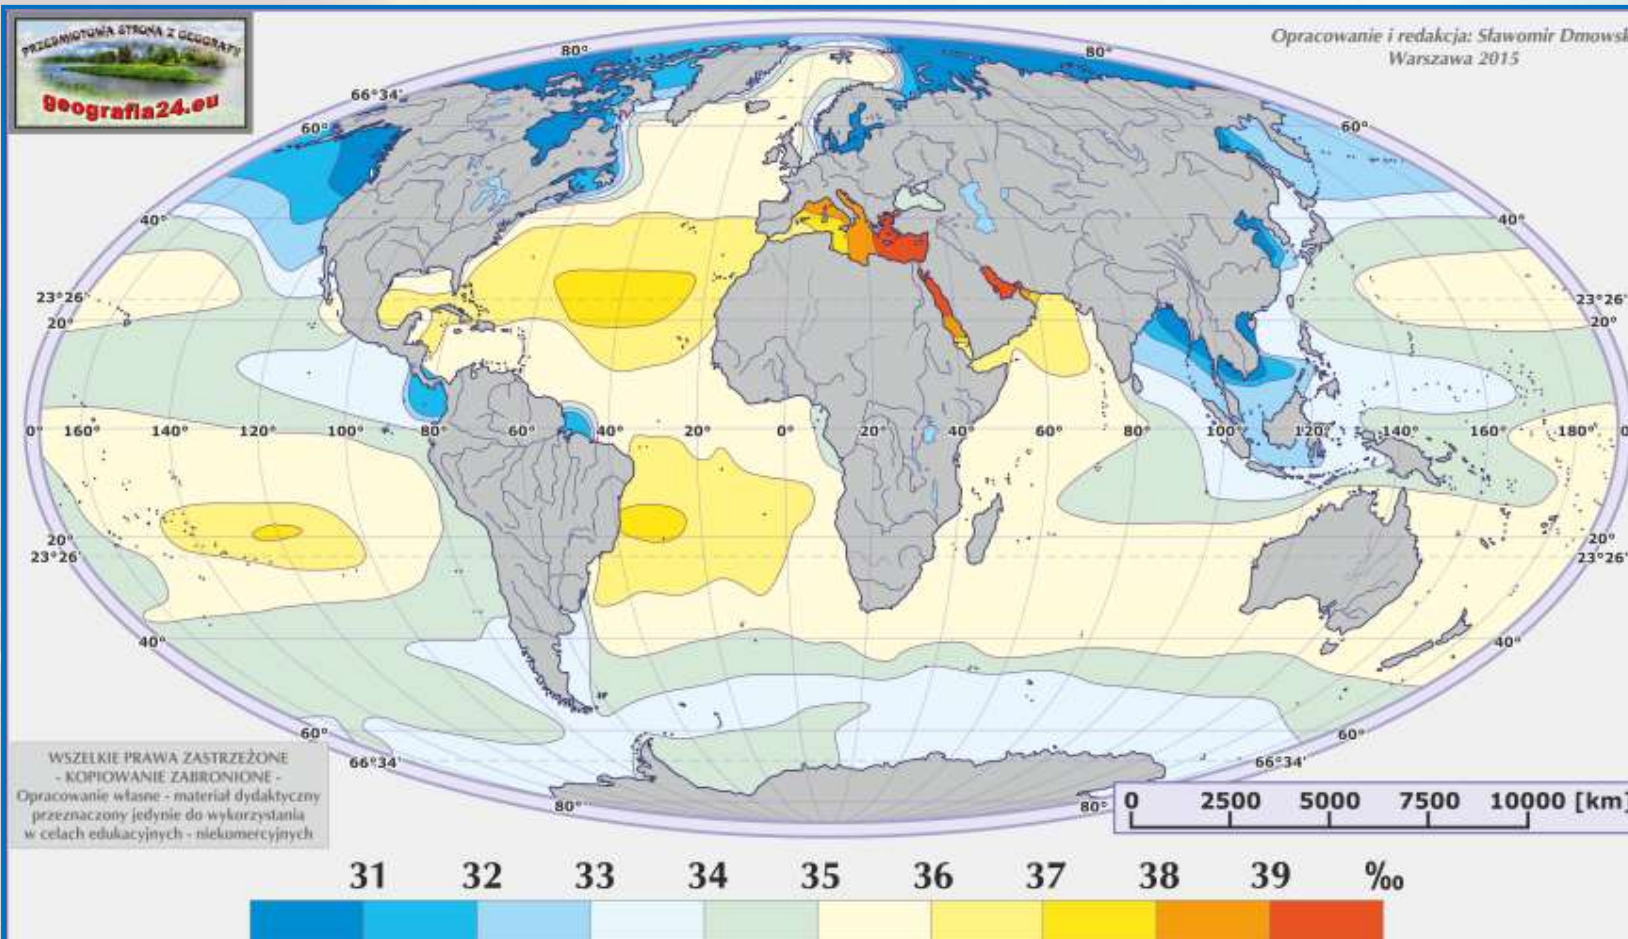 PRZEDMIOTOWA STRONA Z GEOGRAFII
geografia24.eu
Opracowanie i redakcja: Sławomir Dmowsk
Warszawa 2015
80° 80°
66°34'
60° 60°
40° 40°
23°26' 23°26'
20° 20°
0° 160° 140° 120° 100° 80° 60° 40° 20° 0° 20° 40° 60° 80° 100° 120° 140° 160° 180° 0
20° 20°
23°26' 23°26'
40° 40°
60° 60°
66°34' 66°34'
80° 80°
WSZELKIE PRAWA ZASTRZEŻONE
- KOPIOWANIE ZABRONIONE -
Opracowanie własne - materiał dydaktyczny
przeznaczony jedynie do wykorzystania
w celach edukacyjnych - niekomercyjnych
0 2500 5000 7500 10000 [km]
31 32 33 34 35 36 37 38 39 ‰